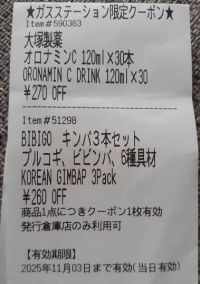 ★ガスステーション限定クーポン★
Item#590363
大塚製薬
オロナミンC 120ml×30本
ORONAMIN C DRINK 120ml×30
¥270 OFF
Item#51298
BIBIGO キンパ3本セット
プルコギ、ビビンバ、6種具材
KOREAN GIMBAP 3Pack
¥260 OFF
商品1点につきクーポン1枚有効
発行倉庫店のみ利用可
【有効期限】
2025年11月03日まで有効(当日有効)